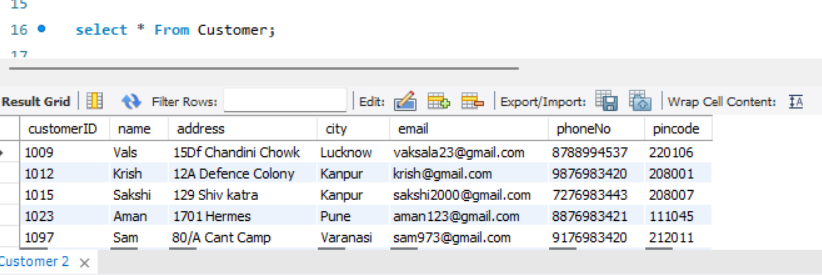 15
16 select * From Customer;
17
Result Grid Filter Rows: Edit: Export/Import: Wrap Cell Content: IA
customerID name address city email phoneNo pincode
1009 Vals 15Df Chandini Chowk Lucknow vaksala23@gmail.com 8788994537 220106
1012 Krish 12A Defence Colony Kanpur krish@gmail.com 9876983420 208001
1015 Sakshi 129 Shiv katra Kanpur sakshi2000@gmail.com 7276983443 208007
1023 Aman 1701 Hermes Pune aman123@gmail.com 8876983421 111045
1097 Sam 80/A Cant Camp Varanasi sam973@gmail.com 9176983420 212011
Customer 2